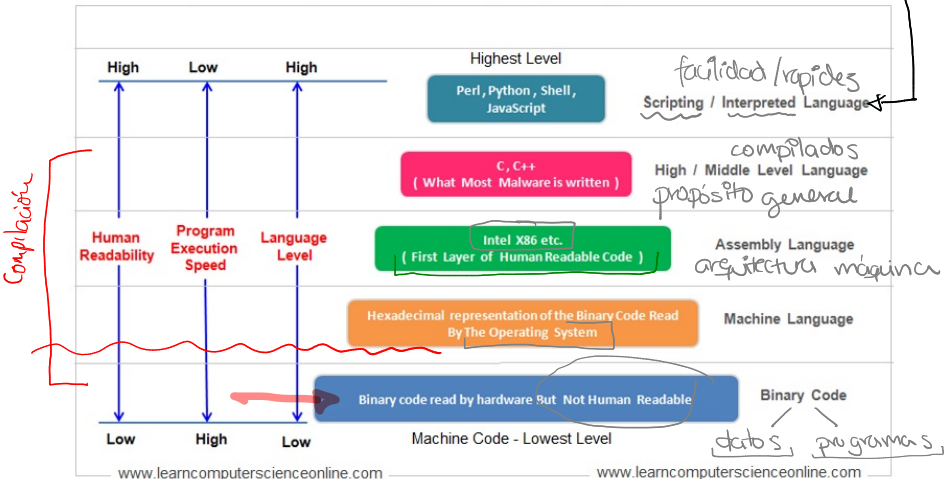 High Low High
Highest Level
facilidad/rapides
Perl, Python, Shell,
JavaScript
Scripting / Interpreted Language
compilados
C, C++
( What Most Malware is written )
High / Middle Level Language
propósito general
Compilación
Human
Readability
Program
Execution
Speed
Language
Level
Intel X86 etc.
( First Layer of Human Readable Code )
Assembly Language
arquitectura máquina
Hexadecimal representation of the Binary Code Read
By The Operating System
Machine Language
Binary code read by hardware But Not Human Readable
Binary Code
datos, programas,
Low High Low
Machine Code - Lowest Level
www.learncomputerscienceonline.com
www.learncomputerscienceonline.com